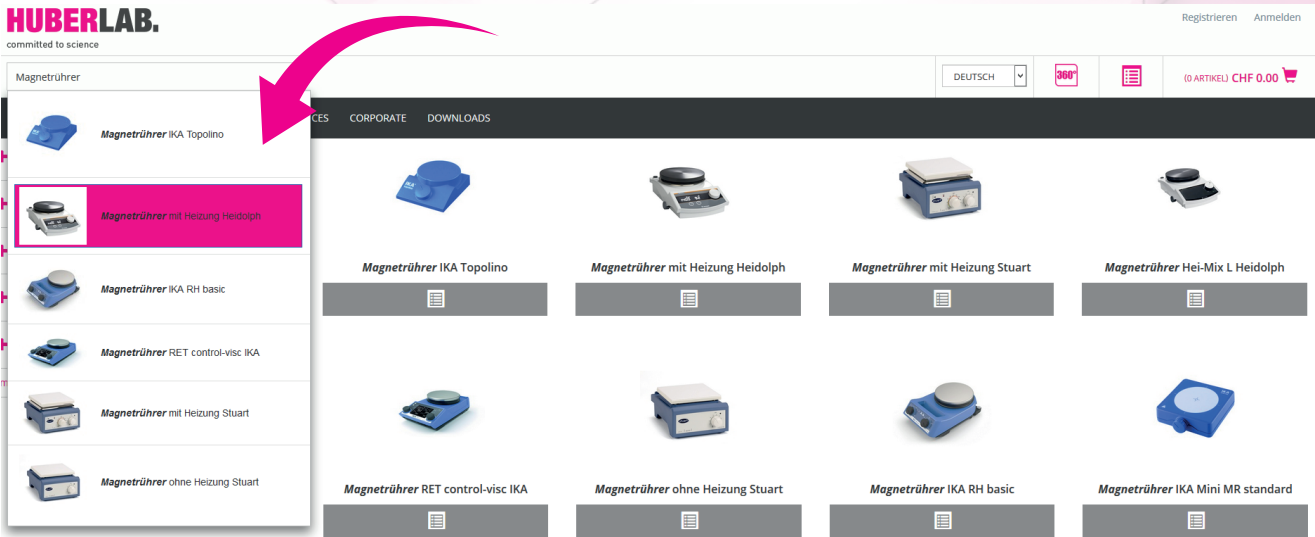 HUBERLAB.
committed to science
Registrieren Anmelden
Magnetrührer
DEUTSCH
360°
(0 ARTIKEL) CHF 0.00
CES CORPORATE DOWNLOADS
Magnetrührer IKA Topolino
Magnetrührer mit Heizung Heidolph
Magnetrührer IKA RH basic
Magnetrührer RET control-visc IKA
Magnetrührer mit Heizung Stuart
Magnetrührer ohne Heizung Stuart
Magnetrührer IKA Topolino
Magnetrührer mit Heizung Heidolph
Magnetrührer mit Heizung Stuart
Magnetrührer Hei-Mix L Heidolph
Magnetrührer RET control-visc IKA
Magnetrührer ohne Heizung Stuart
Magnetrührer IKA RH basic
Magnetrührer IKA Mini MR standard